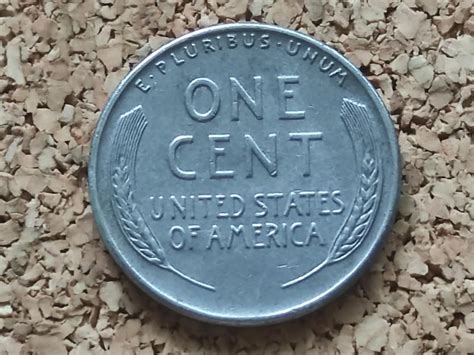 E·PLURIBUS·UNUM
ONE
CENT
UNITED STATES
OF AMERICA